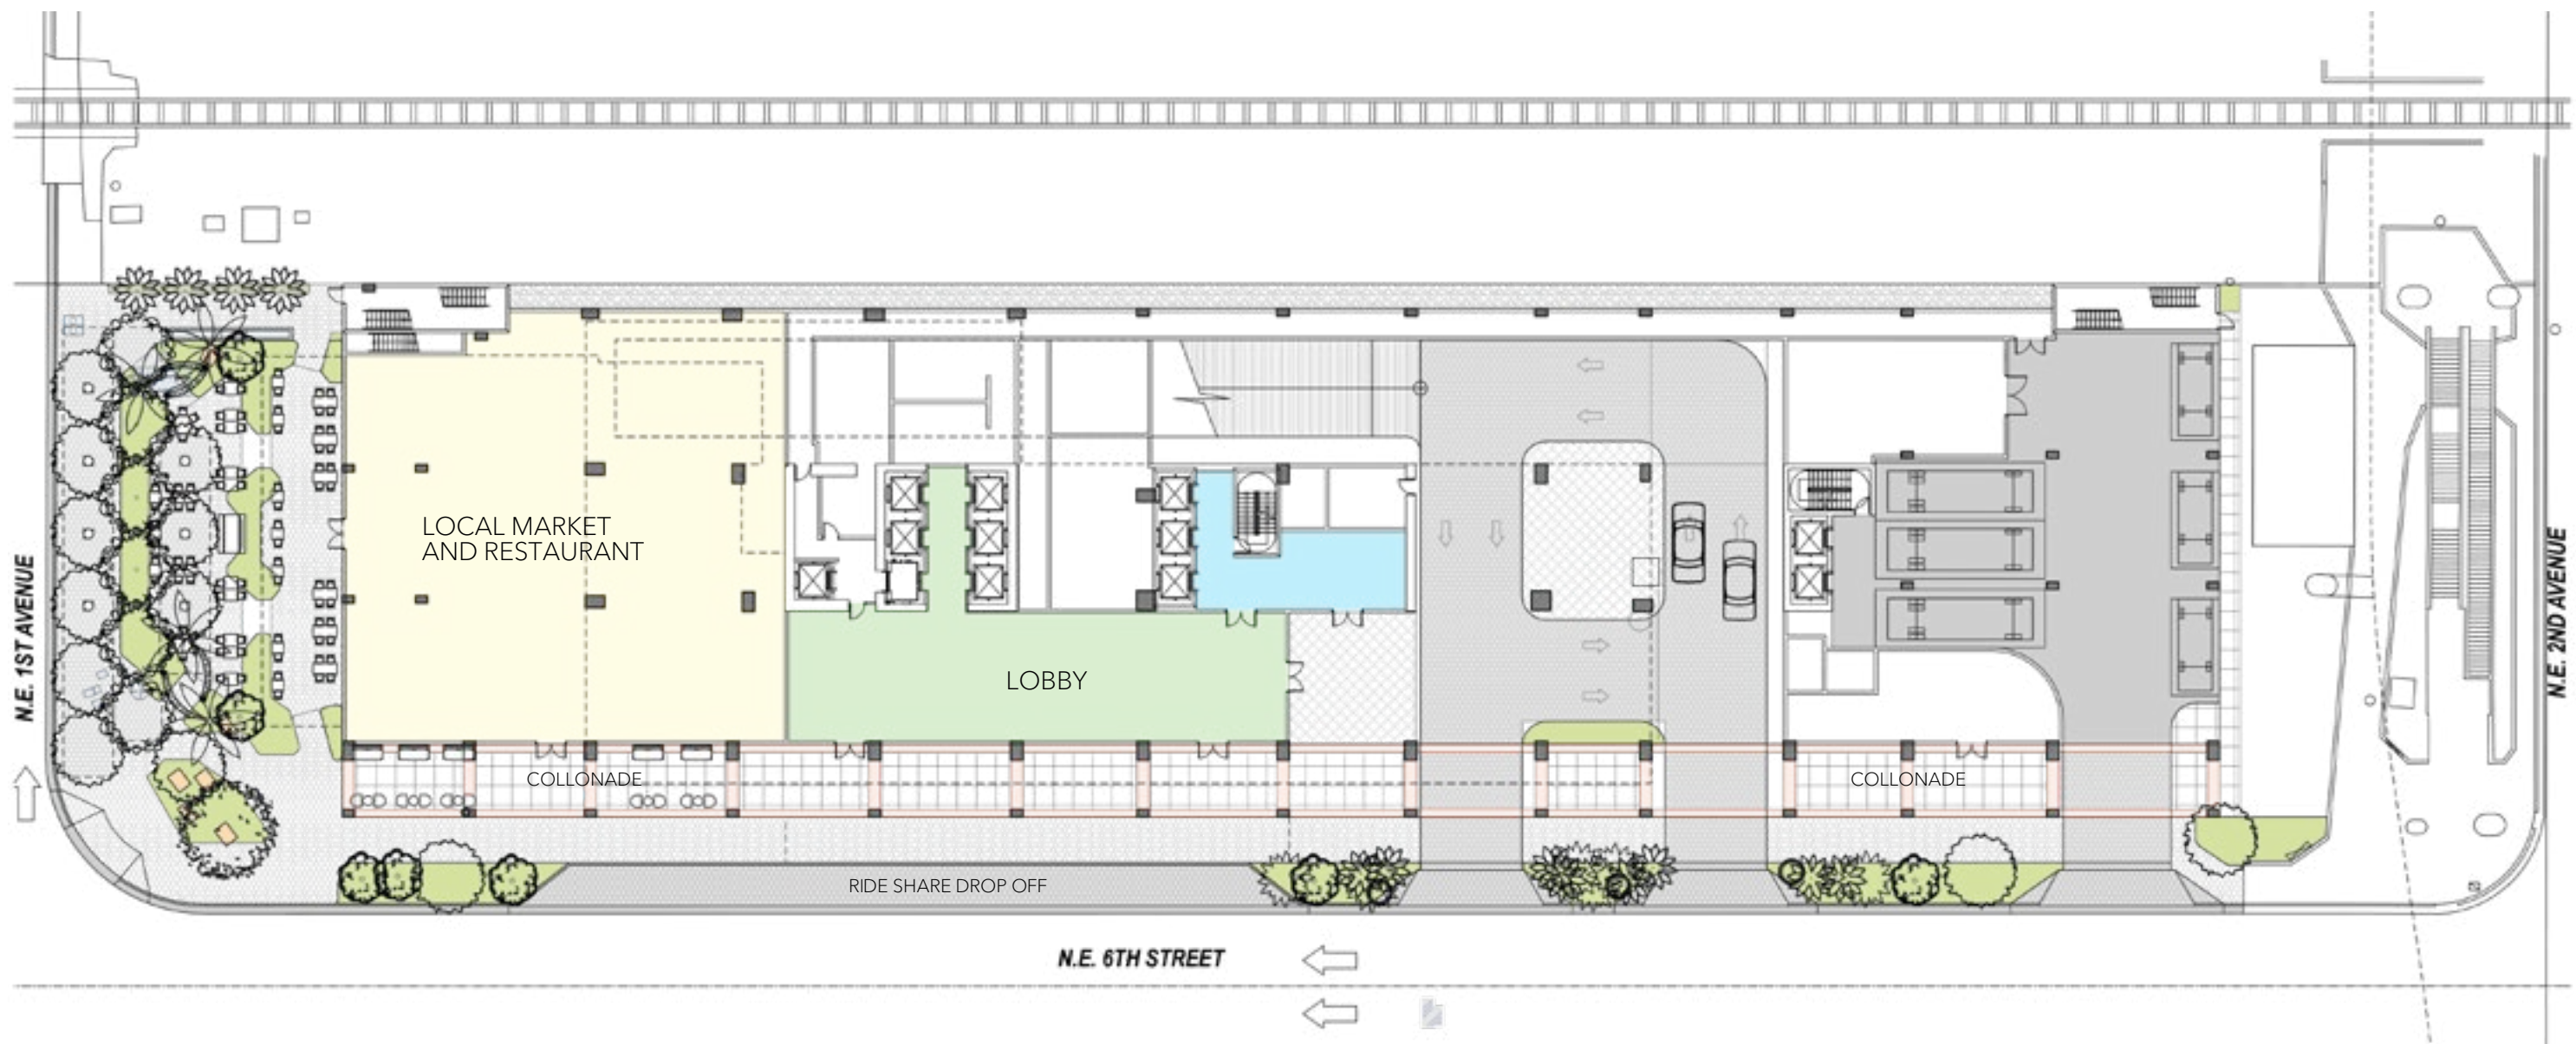 LOCAL MARKET
AND RESTAURANT
LOBBY
COLLONADE
COLLONADE
RIDE SHARE DROP OFF
N.E. 1ST AVENUE
N.E. 2ND AVENUE
N.E. 6TH STREET